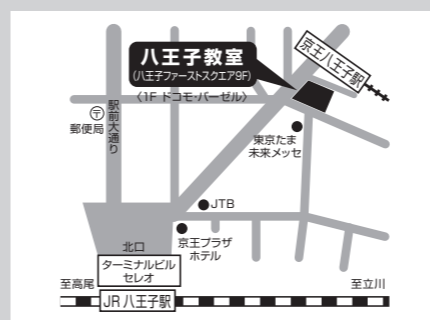 京王八王子駅
八王子教室
(八王子ファーストスクエア9F)
〈1F ドコモ・パーゼル〉
〒
郵便局
駅前大通り
東京たま
未来メッセ
JTB
京王プラザ
ホテル
北口
ターミナルビル
セレオ
至高尾
至立川
JR 八王子駅